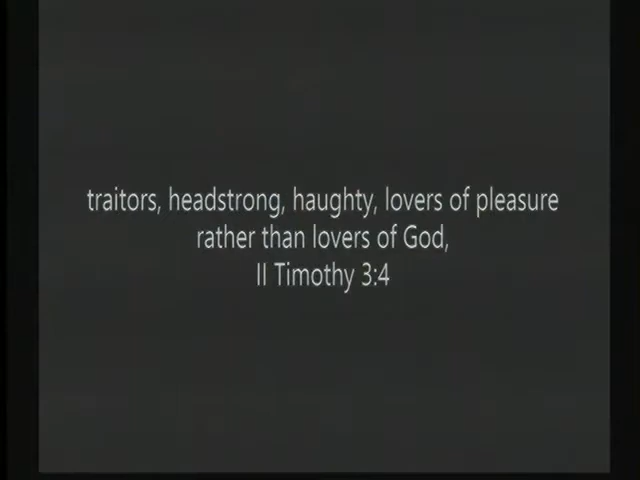 traitors, headstrong, haughty, lovers of pleasure
rather than lovers of God,
II Timothy 3:4